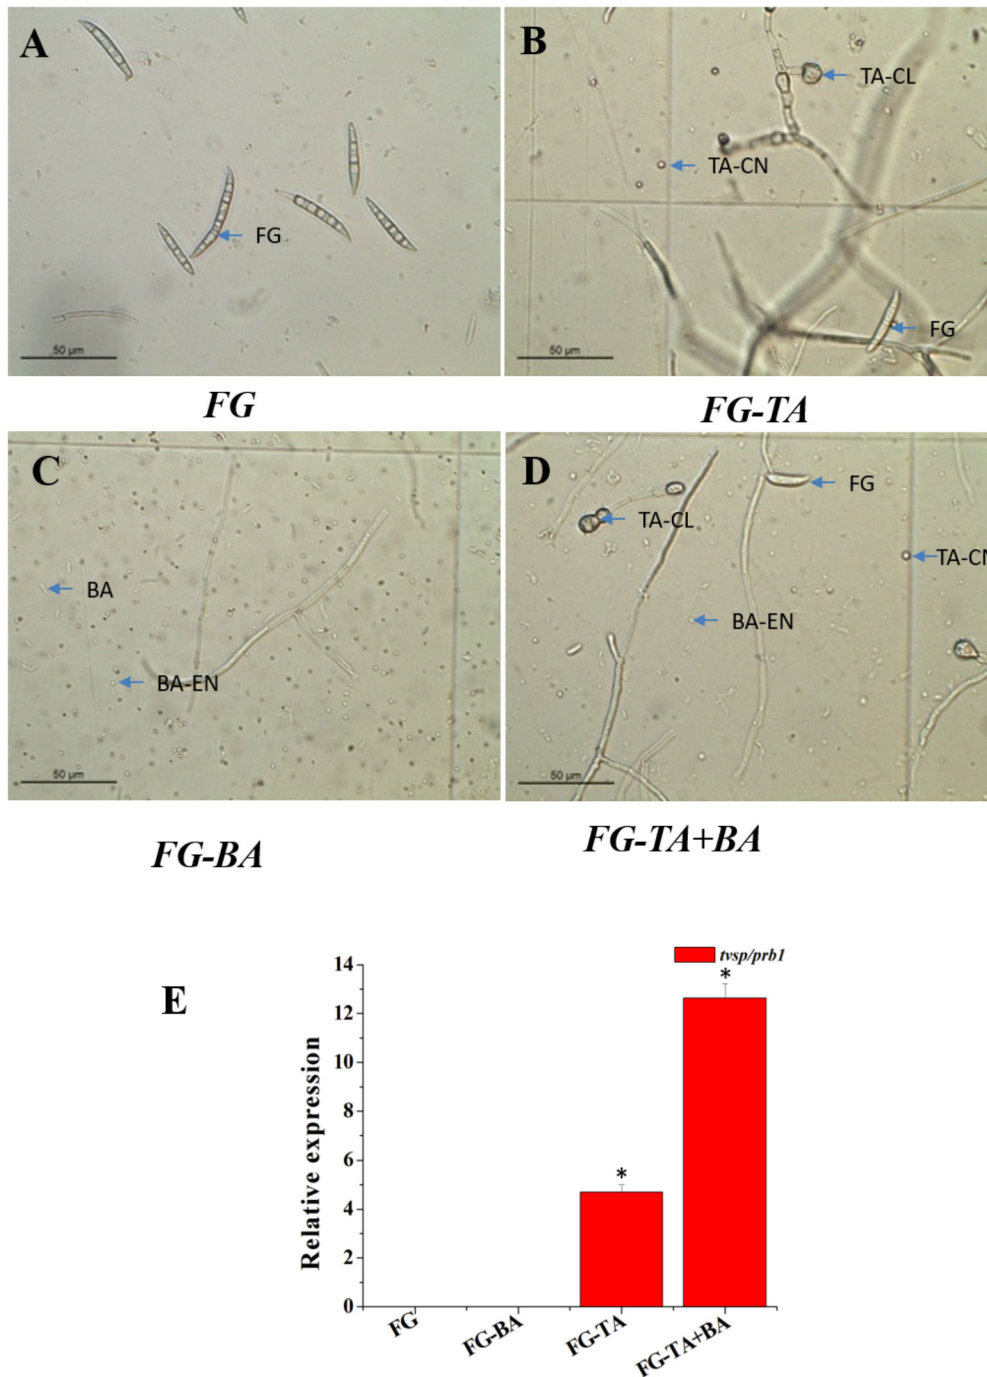 A
FG
50 µm
FG
B
TA-CL
TA-CN
FG
50 µm
FG-TA
C
BA
BA-EN
50 µm
FG-BA
D
FG
TA-CL
TA-CN
BA-EN
50 µm
FG-TA+BA
E
tvsp/prb1
*
*
Relative expression
14
12
10
8
6
4
2
0
FG
FG-BA
FG-TA
FG-TA+BA